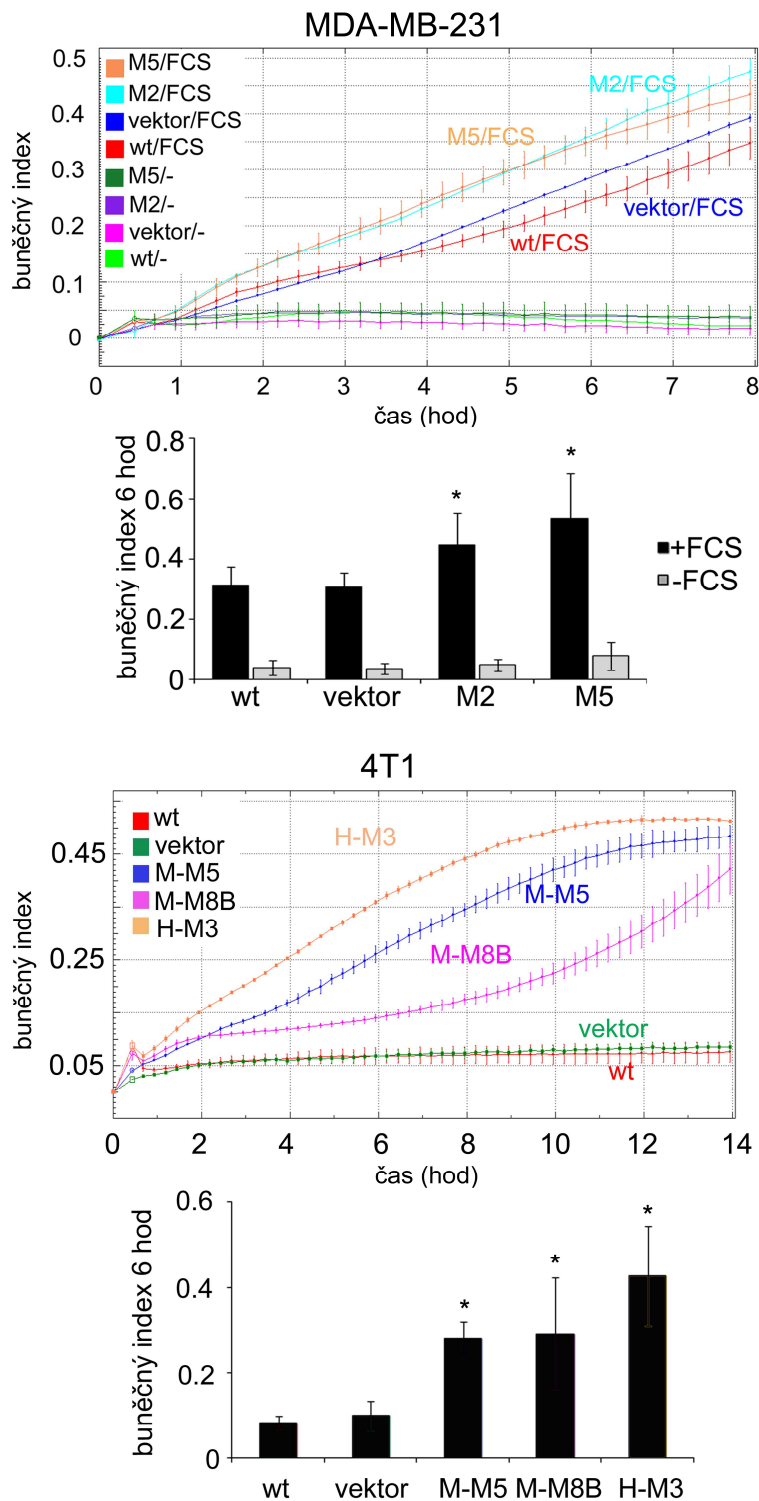 MDA-MB-231
buněčný index
0.5
0.4
0.3
0.2
0.1
0
M5/FCS
M2/FCS
vektor/FCS
wt/FCS
M5/-
M2/-
vektor/-
wt/-
M2/FCS
M5/FCS
vektor/FCS
wt/FCS
0 1 2 3 4 5 6 7 8
čas (hod)
buněčný index 6 hod
0.8
0.6
0.4
0.2
0
* *
+FCS
-FCS
wt vektor M2 M5
4T1
buněčný index
0.45
0.25
0.05
wt
vektor
M-M5
M-M8B
H-M3
H-M3
M-M5
M-M8B
vektor
wt
0 2 4 6 8 10 12 14
čas (hod)
buněčný index 6 hod
0.6
0.4
0.2
0
* * *
wt vektor M-M5 M-M8B H-M3